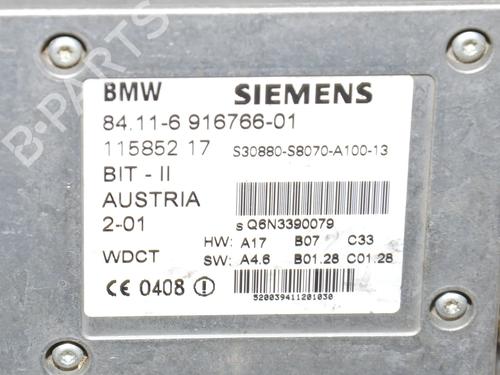 BMW SIEMENS
84.11-6 916766-01
115852 17 S30880-S8070-A100-13
BIT - II
AUSTRIA
2-01 s Q6N3390079
HW: A17 B07 C33
WDCT SW: A4.6 B01.28 C01.28
CE 0408
520039411201030
B-PARTS